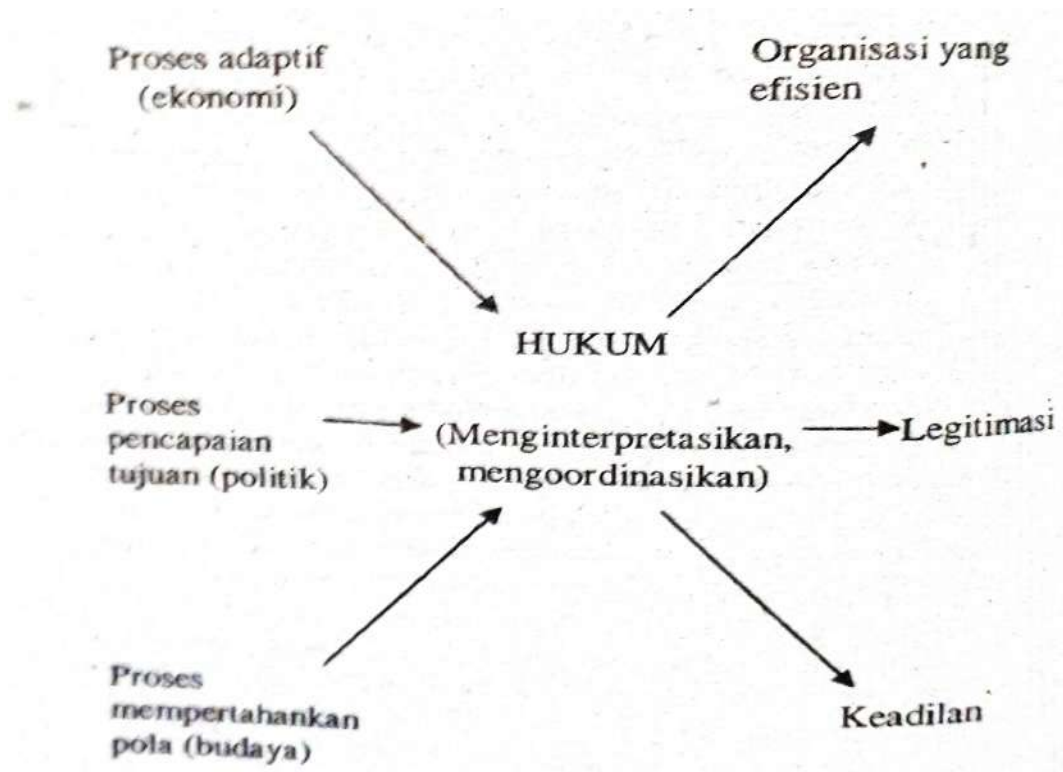 Proses adaptif
(ekonomi)
Organisasi yang
efisien
HUKUM
Proses
pencapaian
tujuan (politik)
(Menginterpretasikan,
mengoordinasikan)
Legitimasi
Proses
mempertahankan
pola (budaya)
Keadilan